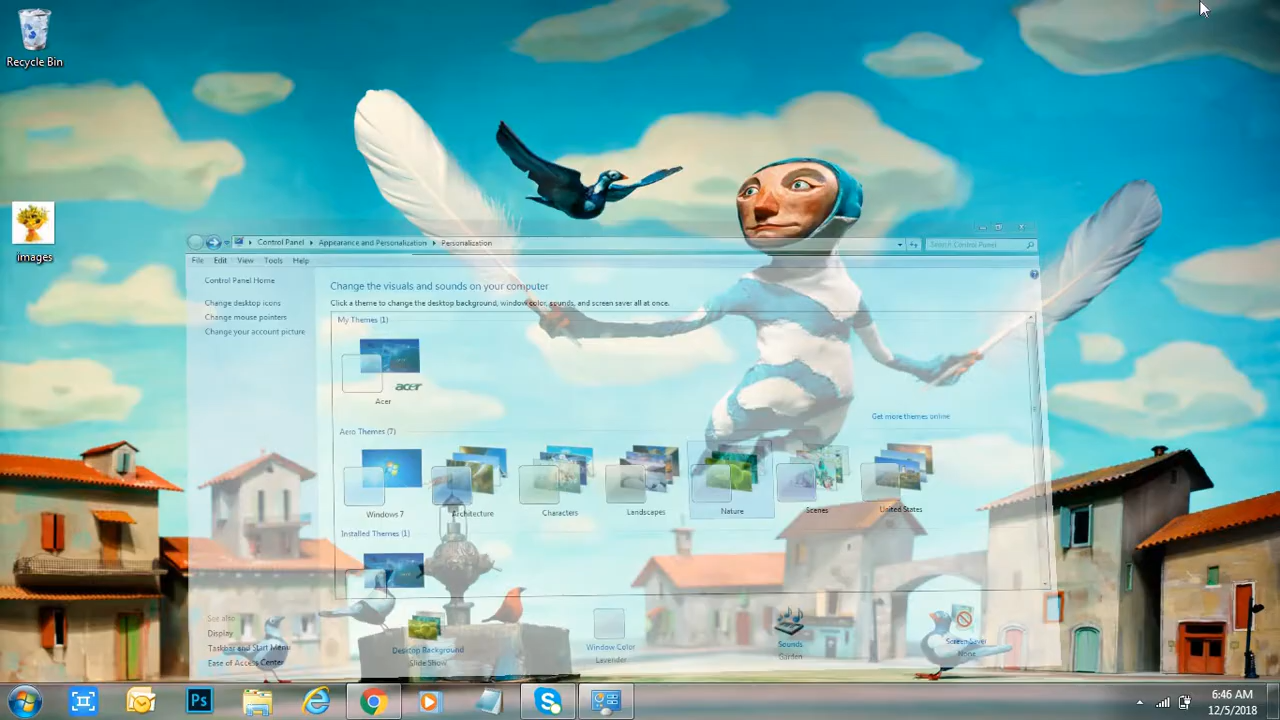 Recycle Bin
images
Control Panel Appearance and Personalization Personalization
Search Control Panel
File Edit View Tools Help
Control Panel Home
Change desktop icons
Change mouse pointers
Change your account picture
Change the visuals and sounds on your computer
Click a theme to change the desktop background, window color, sounds, and screen saver all at once.
My Themes (1)
acer
Acer
Get more themes online
Aero Themes (7)
Windows 7
Architecture
Characters
Landscapes
Nature
Scenes
United States
Installed Themes (1)
See also
Display
Taskbar and Start Menu
Ease of Access Center
Desktop Background
Slide Show
Window Color
Lavender
Sounds
Garden
Screen Saver
None
Ps
6:46 AM
12/5/2018